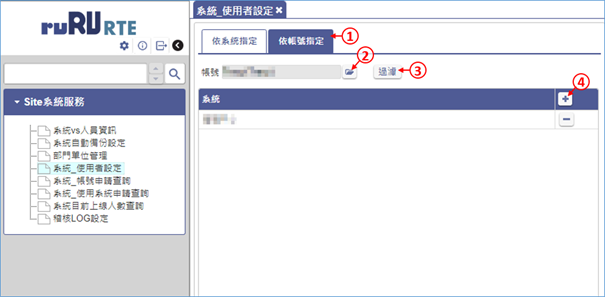 ruRU RTE
Site系統服務
系統vs人員資訊
系統自動備份設定
部門單位管理
系統_使用者設定
系統_帳號申請查詢
系統_使用系統申請查詢
系統目前上線人數查詢
稽核LOG設定
系統_使用者設定 ×
依系統指定 依帳號指定 ①
帳號 ② 過濾 ③
系統 + ④
−